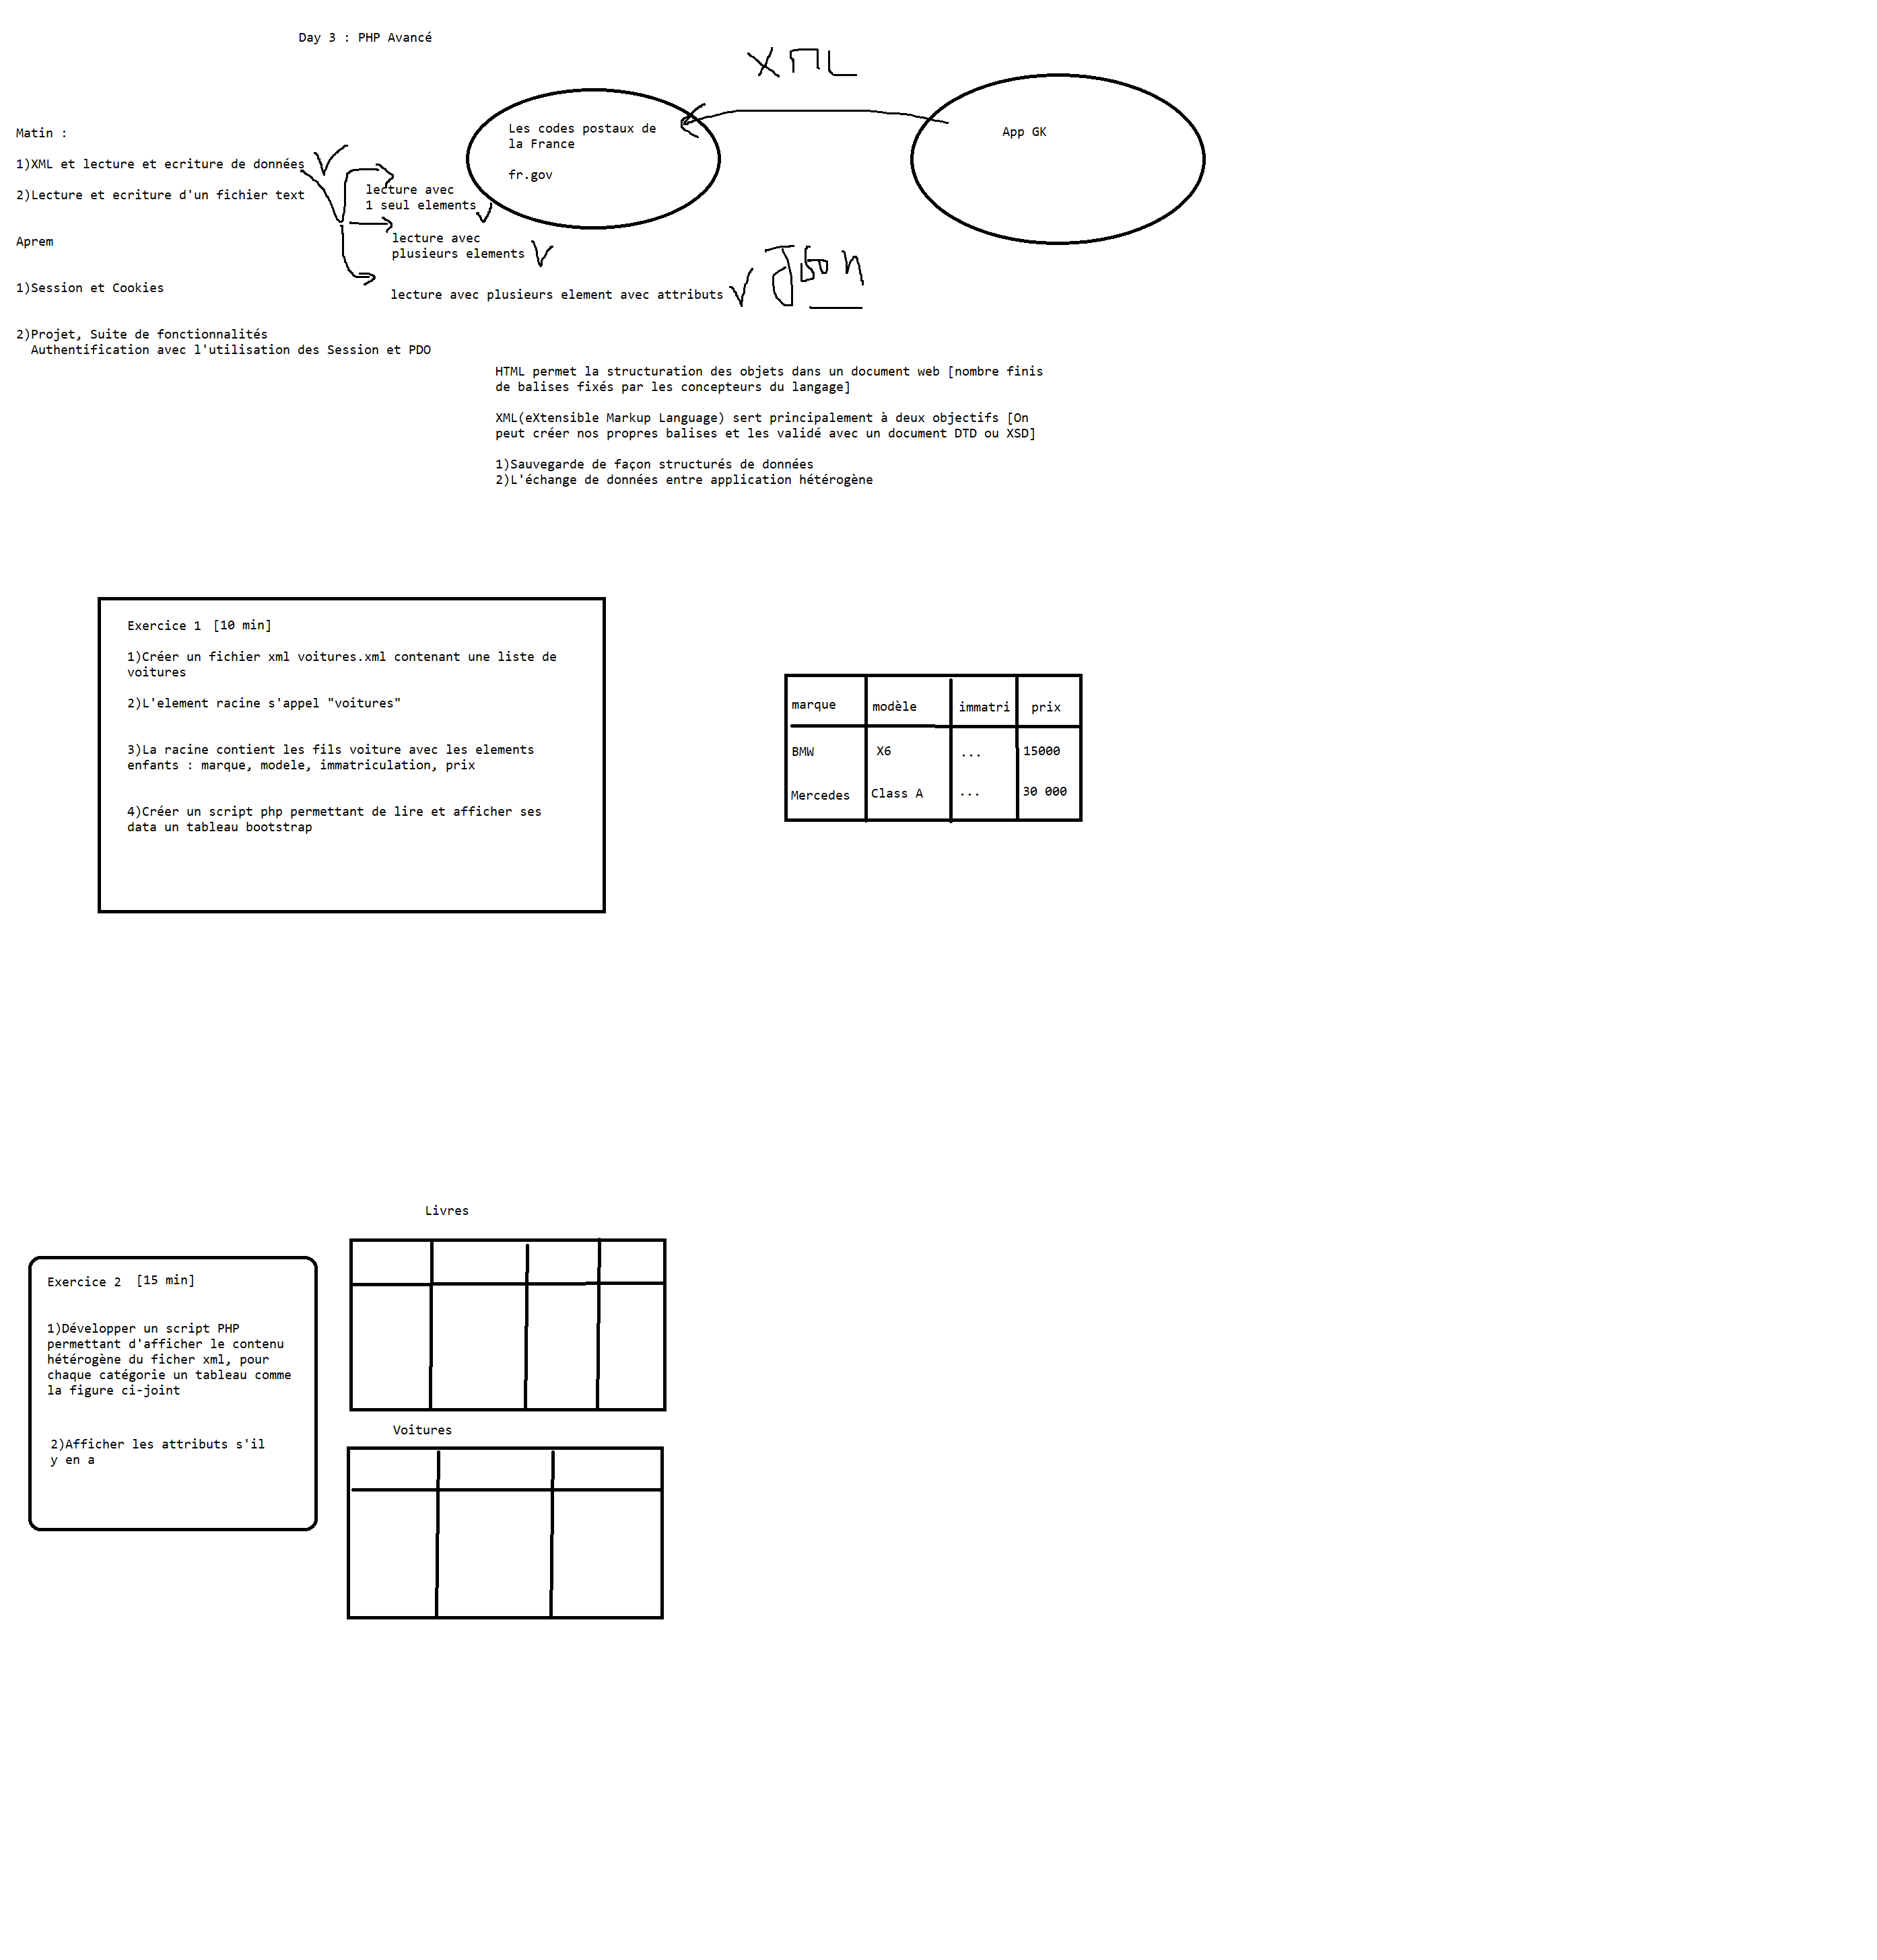 Day 3 : PHP Avancé
XML
Les codes postaux de
la France
fr.gov
App GK
Matin :
1)XML et lecture et ecriture de données
2)Lecture et ecriture d'un fichier text
lecture avec
1 seul elements
lecture avec
plusieurs elements
lecture avec plusieurs element avec attributs
Json
Aprem
1)Session et Cookies
2)Projet, Suite de fonctionnalités
Authentification avec l'utilisation des Session et PDO
HTML permet la structuration des objets dans un document web [nombre finis
de balises fixés par les concepteurs du langage]
XML(eXtensible Markup Language) sert principalement à deux objectifs [On
peut créer nos propres balises et les validé avec un document DTD ou XSD]
1)Sauvegarde de façon structurés de données
2)L'échange de données entre application hétérogène
Exercice 1 [10 min]
1)Créer un fichier xml voitures.xml contenant une liste de
voitures
2)L'element racine s'appel "voitures"
3)La racine contient les fils voiture avec les elements
enfants : marque, modele, immatriculation, prix
4)Créer un script php permettant de lire et afficher ses
data un tableau bootstrap
marque modèle immatri prix
BMW X6 ... 15000
Mercedes Class A ... 30 000
Livres
Exercice 2 [15 min]
1)Développer un script PHP
permettant d'afficher le contenu
hétérogène du ficher xml, pour
chaque catégorie un tableau comme
la figure ci-joint
2)Afficher les attributs s'il
y en a
Voitures